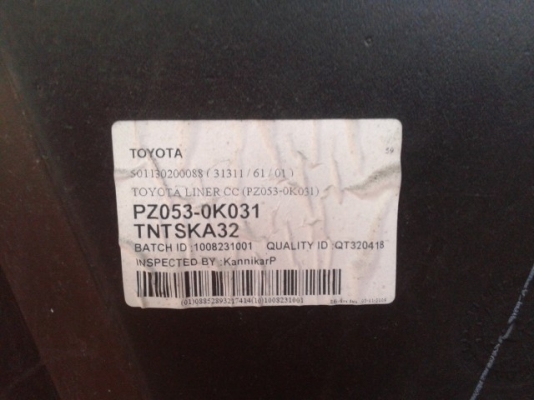 TOYOTA
59
S01130200088 ( 31311 / 61 / 01 )
TOYOTA LINER CC (PZ053-0K031)
PZ053-0K031
TNTSKA32
BATCH ID :1008231001 QUALITY ID :QT320418
INSPECTED BY :KannikarP